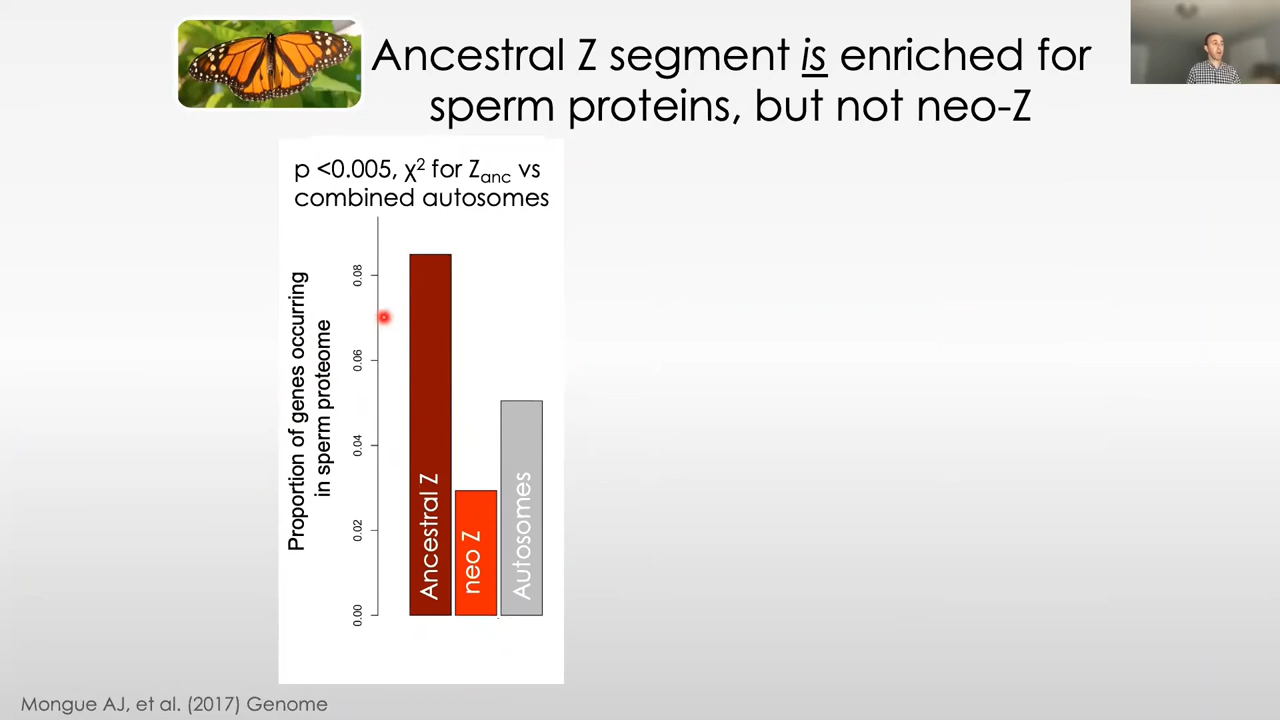 Ancestral Z segment is enriched for
sperm proteins, but not neo-Z
p <0.005, χ² for Zanc vs
combined autosomes
Proportion of genes occurring
in sperm proteome
0.08
0.06
0.04
0.02
0.00
Ancestral Z
neo Z
Autosomes
Mongue AJ, et al. (2017) Genome